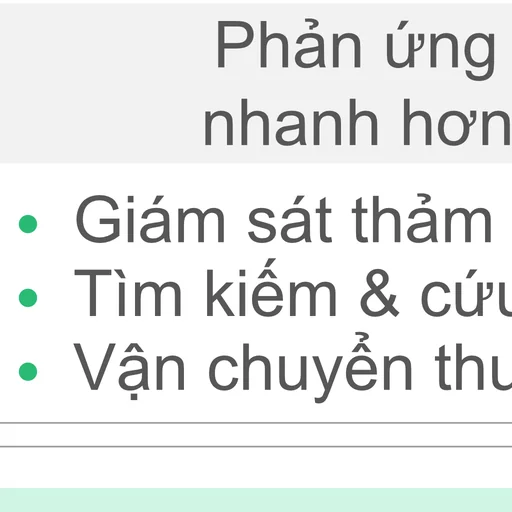 Phản ứng
nhanh hơn
• Giám sát thảm
• Tìm kiếm & cứu
• Vận chuyển thu